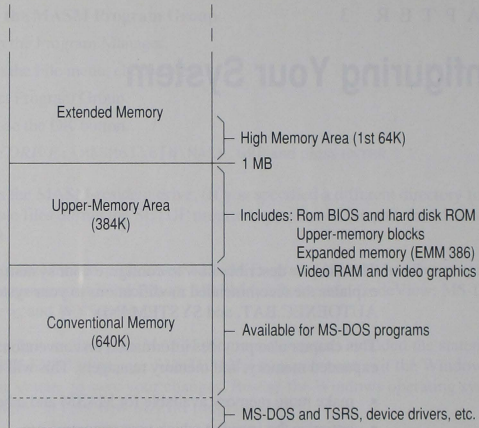 Extended Memory
High Memory Area (1st 64K)
1 MB
Upper-Memory Area
(384K)
Includes: Rom BIOS and hard disk ROM
Upper-memory blocks
Expanded memory (EMM 386)
Video RAM and video graphics
Conventional Memory
(640K)
Available for MS-DOS programs
MS-DOS and TSRS, device drivers, etc.